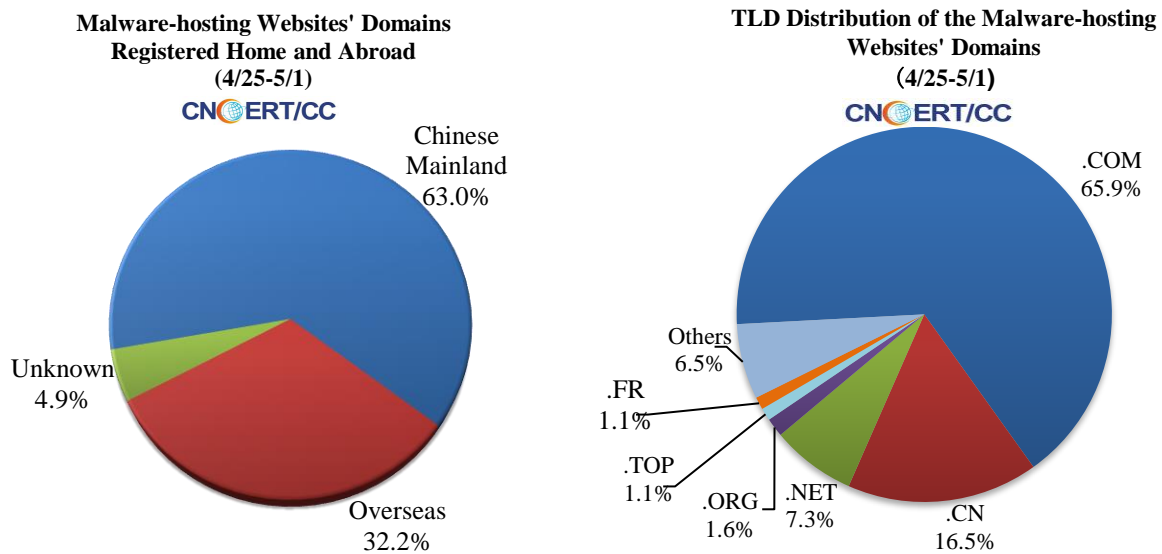 Malware-hosting Websites' Domains
Registered Home and Abroad
(4/25-5/1)
CNCERT/CC
Chinese
Mainland
63.0%
Unknown
4.9%
Overseas
32.2%
TLD Distribution of the Malware-hosting
Websites' Domains
(4/25-5/1)
CNCERT/CC
.COM
65.9%
Others
6.5%
.FR
1.1%
.TOP
1.1%
.ORG
1.6%
.NET
7.3%
.CN
16.5%